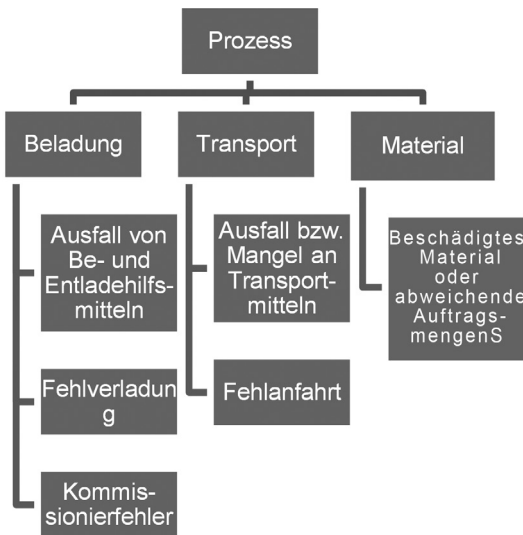 Prozess
Beladung
Transport
Material
Ausfall von
Be- und
Entladehilfs-
mitteln
Ausfall bzw.
Mangel an
Transport-
mitteln
Beschädigtes
Material
oder
abweichende
Auftrags-
mengenS
Fehlverladun
g
Fehlanfahrt
Kommis-
sionierfehler